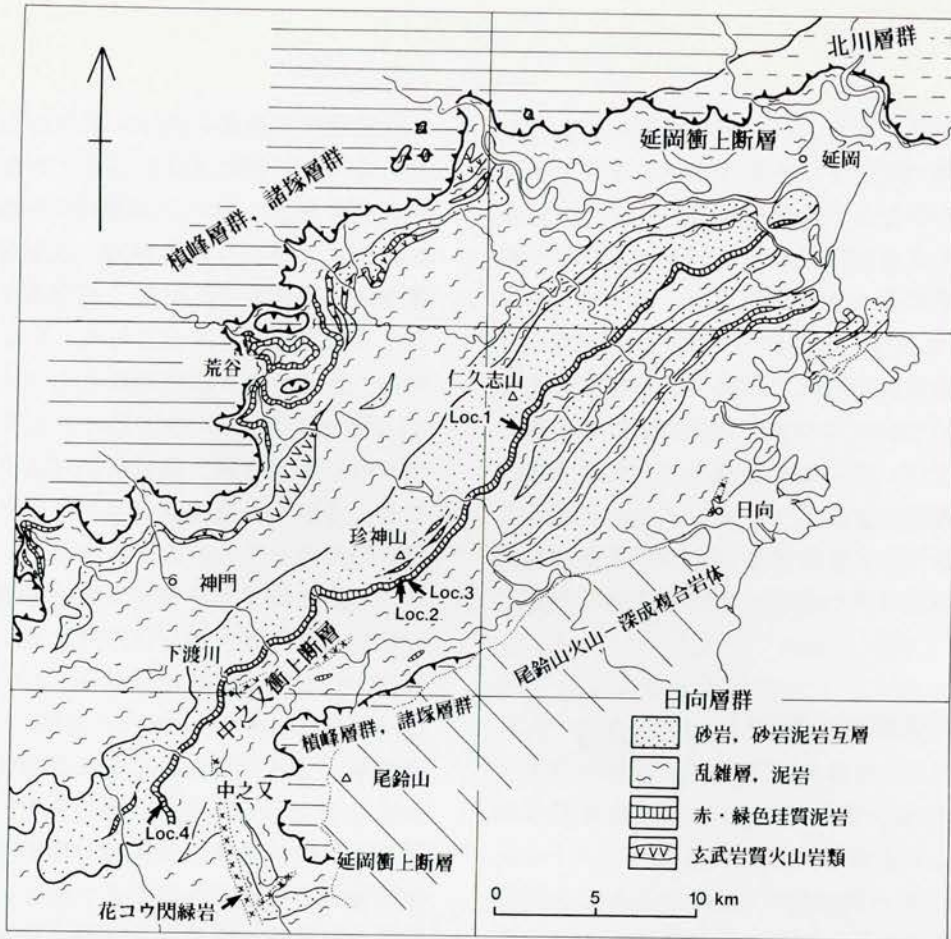 北川層群
延岡衝上断層
延岡
槙峰層群，諸塚層群
荒谷
仁久志山
Loc.1
日向
珍神山
神門
Loc.3
Loc.2
尾鈴山火山－深成複合岩体
下渡川
中之又衝上断層
日向層群
槙峰層群，諸塚層群
砂岩，砂岩泥岩互層
尾鈴山
乱雑層，泥岩
中之又
赤・緑色珪質泥岩
Loc.4
延岡衝上断層
玄武岩質火山岩類
花コウ閃緑岩
0 5 10 km